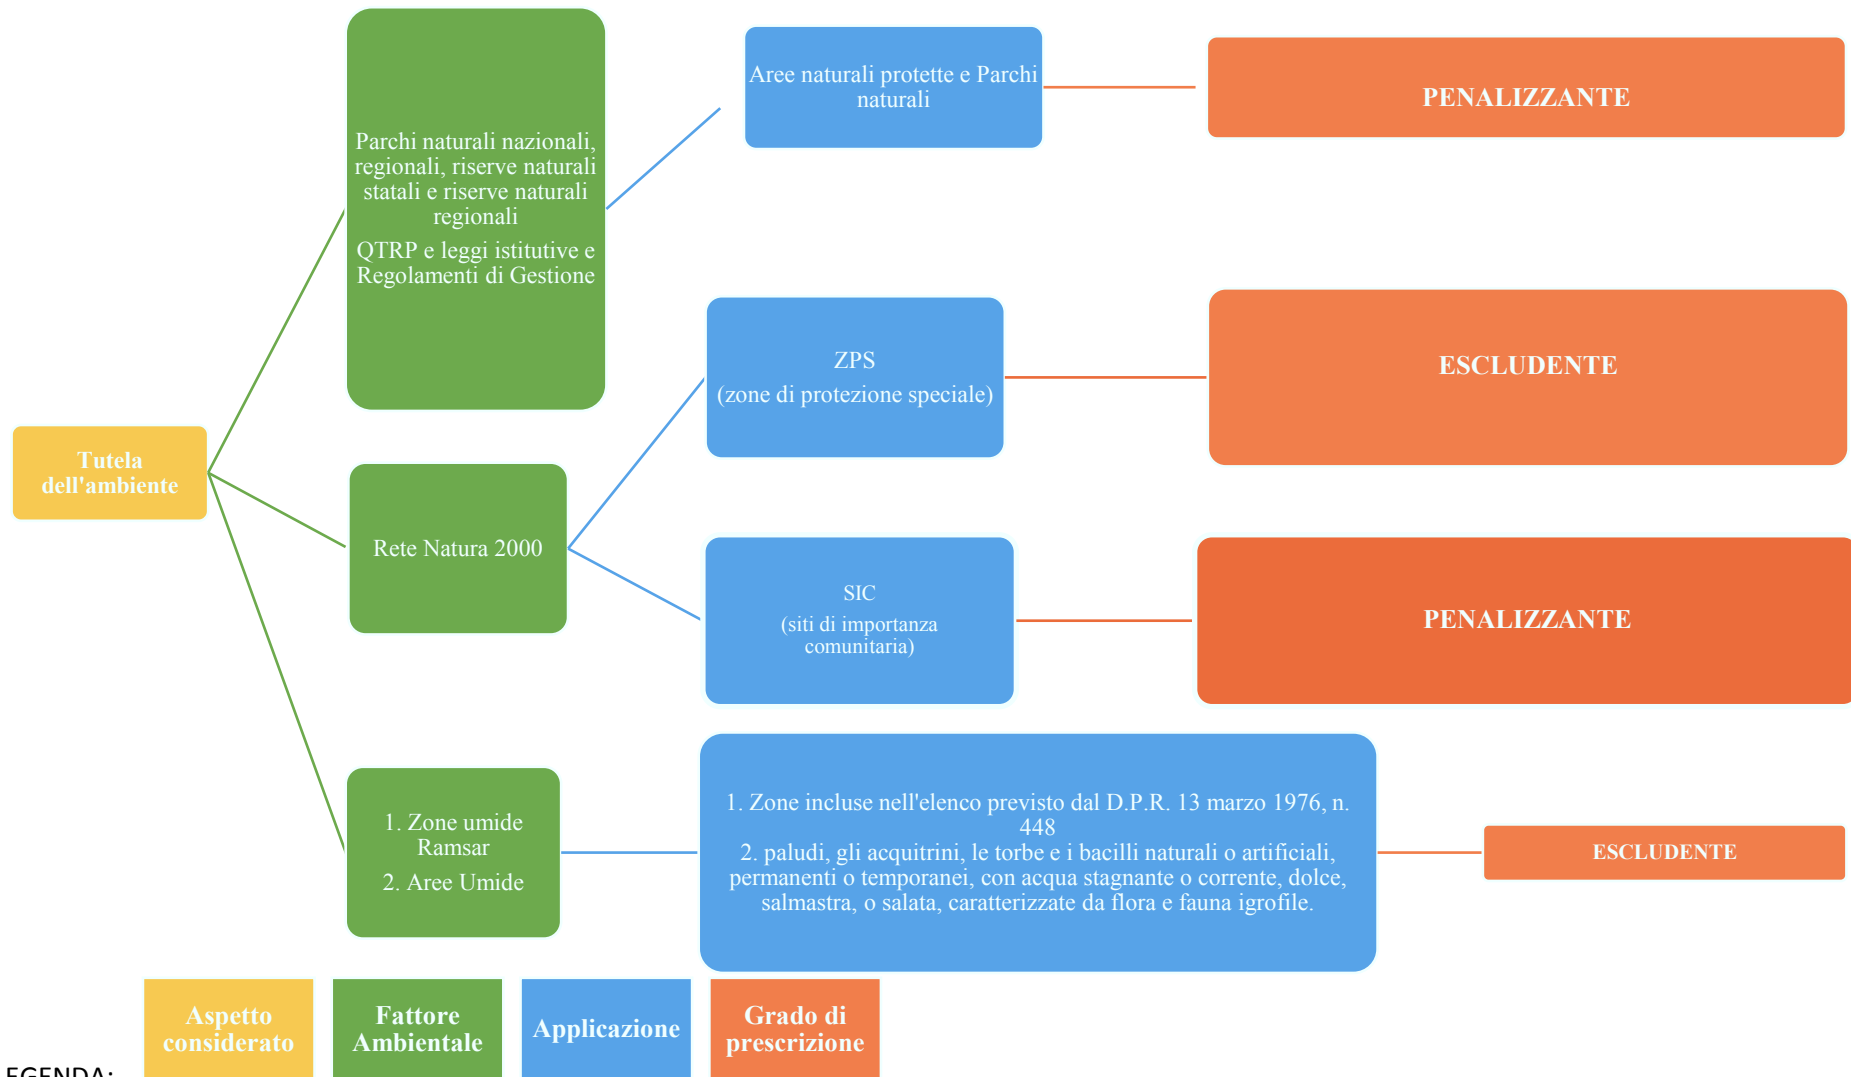 Parchi naturali nazionali,
regionali, riserve naturali
statali e riserve naturali
regionali
QTRP e leggi istitutive e
Regolamenti di Gestione
Aree naturali protette e Parchi
naturali
PENALIZZANTE
Tutela
dell'ambiente
Rete Natura 2000
ZPS
(zone di protezione speciale)
ESCLUDENTE
SIC
(siti di importanza
comunitaria)
PENALIZZANTE
1. Zone umide
Ramsar
2. Aree Umide
1. Zone incluse nell'elenco previsto dal D.P.R. 13 marzo 1976, n.
448
2. paludi, gli acquitrini, le torbe e i bacilli naturali o artificiali,
permanenti o temporanei, con acqua stagnante o corrente, dolce,
salmastra, o salata, caratterizzate da flora e fauna igrofile.
ESCLUDENTE
EGENDA:
Aspetto
considerato
Fattore
Ambientale
Applicazione
Grado di
prescrizione